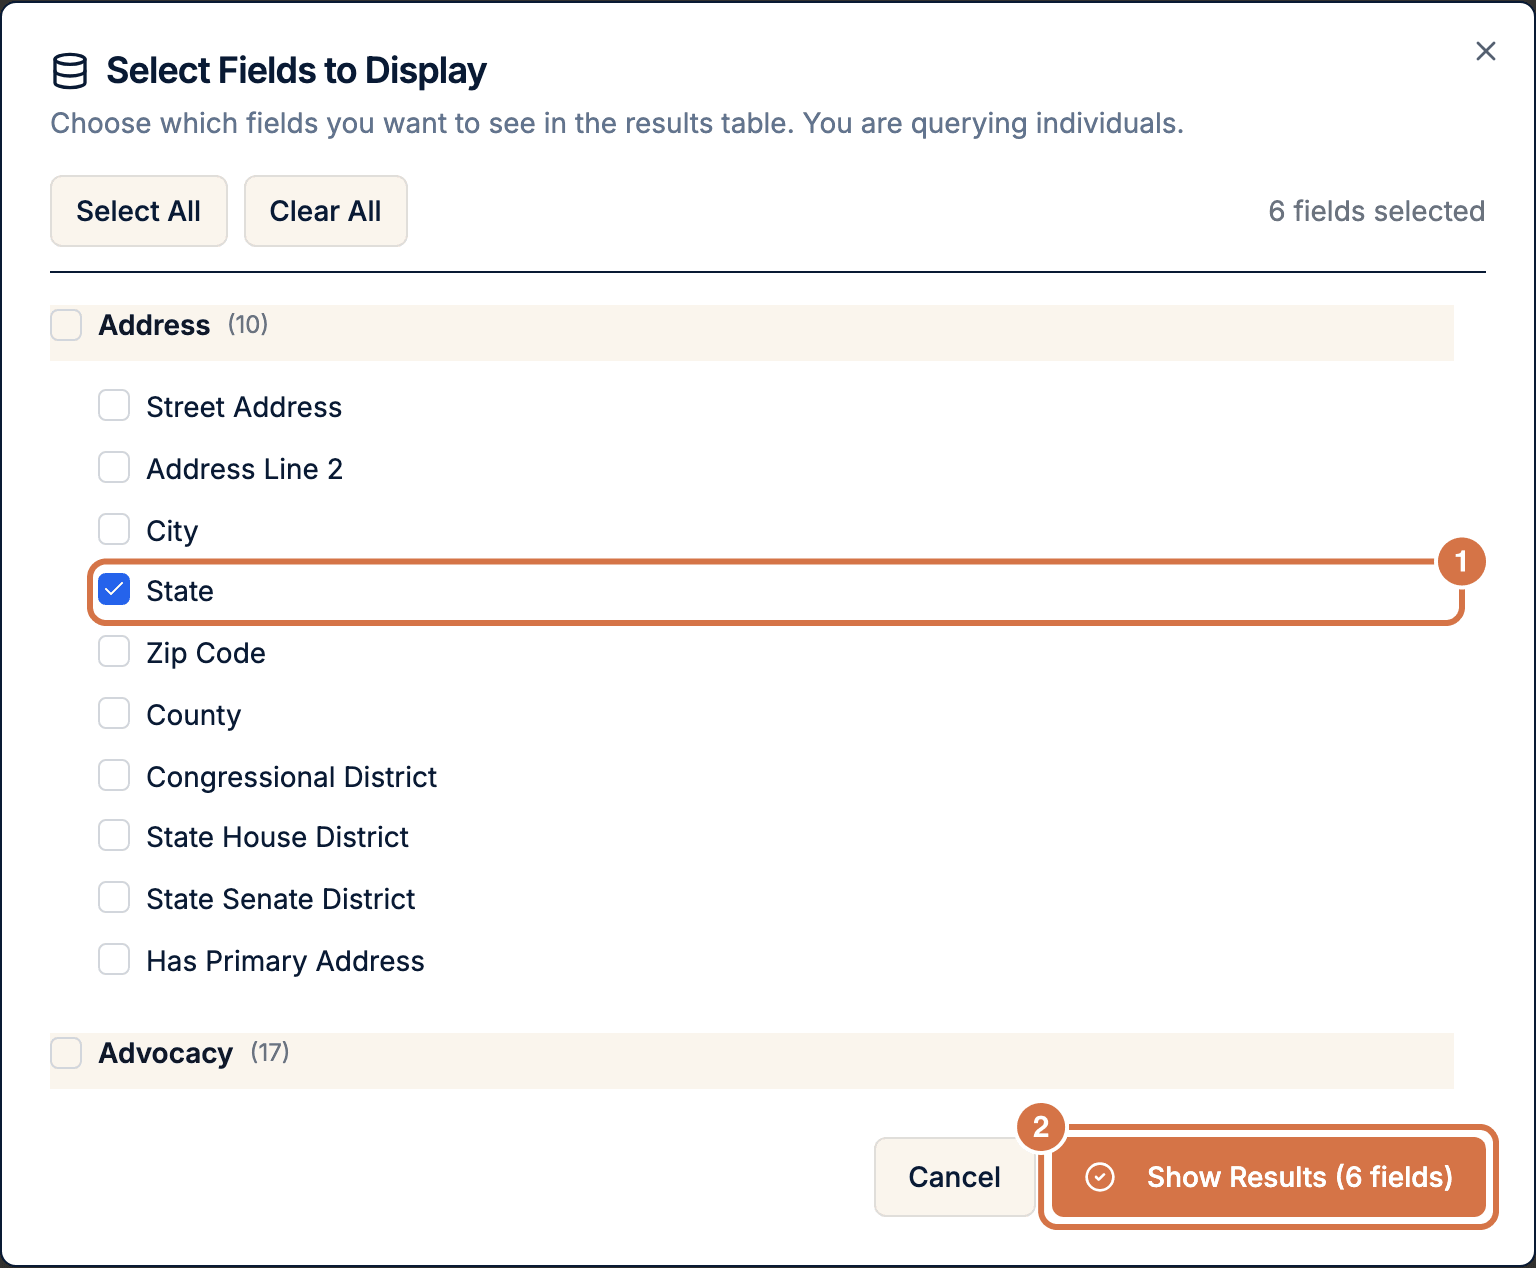 Select Fields to Display
Choose which fields you want to see in the results table. You are querying individuals.
Select All
Clear All
6 fields selected
Address (10)
Street Address
Address Line 2
City
1
State
Zip Code
County
Congressional District
State House District
State Senate District
Has Primary Address
Advocacy (17)
2
Cancel
Show Results (6 fields)